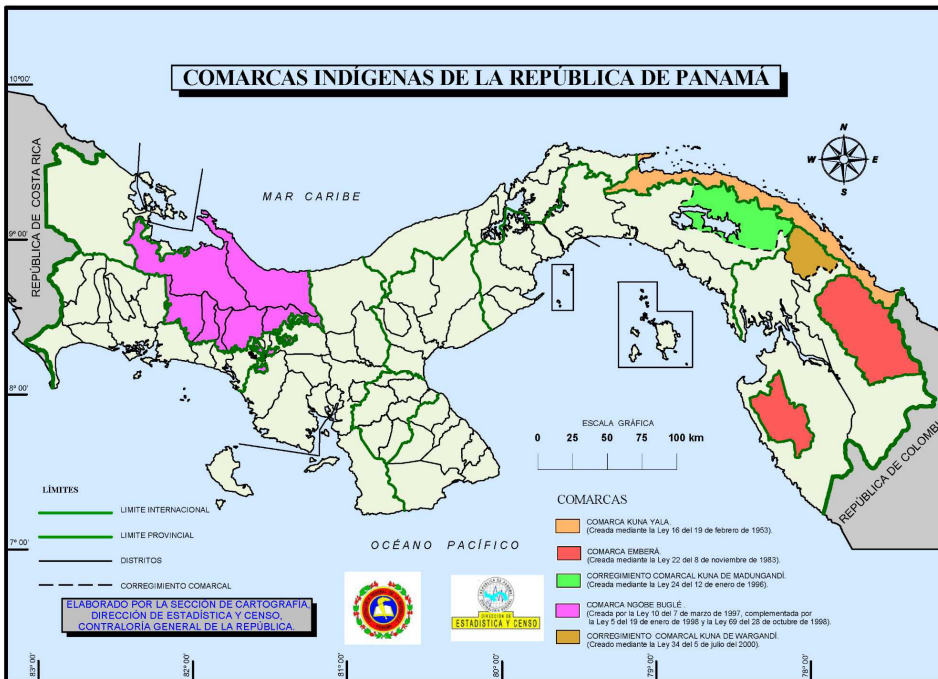 COMARCAS INDÍGENAS DE LA REPÚBLICA DE PANAMÁ
10°00'
9°00'
8° 00'
7° 00'
REPÚBLICA DE COSTA RICA
MAR CARIBE
N
W E
S
ESCALA GRÁFICA
0 25 50 75 100 km
REPÚBLICA DE COLOMBI
OCÉANO PACÍFICO
LÍMITES
LIMITE INTERNACIONAL
LIMITE PROVINCIAL
DISTRITOS
CORREGIMIENTO COMARCAL
ELABORADO POR LA SECCIÓN DE CARTOGRAFIA,
DIRECCIÓN DE ESTADÍSTICA Y CENSO,
CONTRALORÍA GENERAL DE LA REPÚBLICA.
DIRECCION DE
ESTADÍSTICA Y CENSO
COMARCAS
COMARCA KUNA YALA.
(Creada mediante la Ley 16 del 19 de febrero de 1953).
COMARCA EMBERÁ.
(Creada mediante la Ley 22 del 8 de noviembre de 1983).
CORREGIMIENTO COMARCAL KUNA DE MADUNGANDÍ.
(Creado mediante la Ley 24 del 12 de enero de 1996).
COMARCA NGÖBE BUGLÉ .
(Creada por la Ley 10 del 7 de marzo de 1997, complementada por
la Ley 5 del 19 de enero de 1998 y la Ley 69 del 28 de octubre de 1998).
CORREGIMIENTO COMARCAL KUNA DE WARGANDÍ.
(Creado mediante la Ley 34 del 5 de julio del 2000).
83° 00'
82° 00'
81° 00'
80° 00'
79° 00'
78° 00'